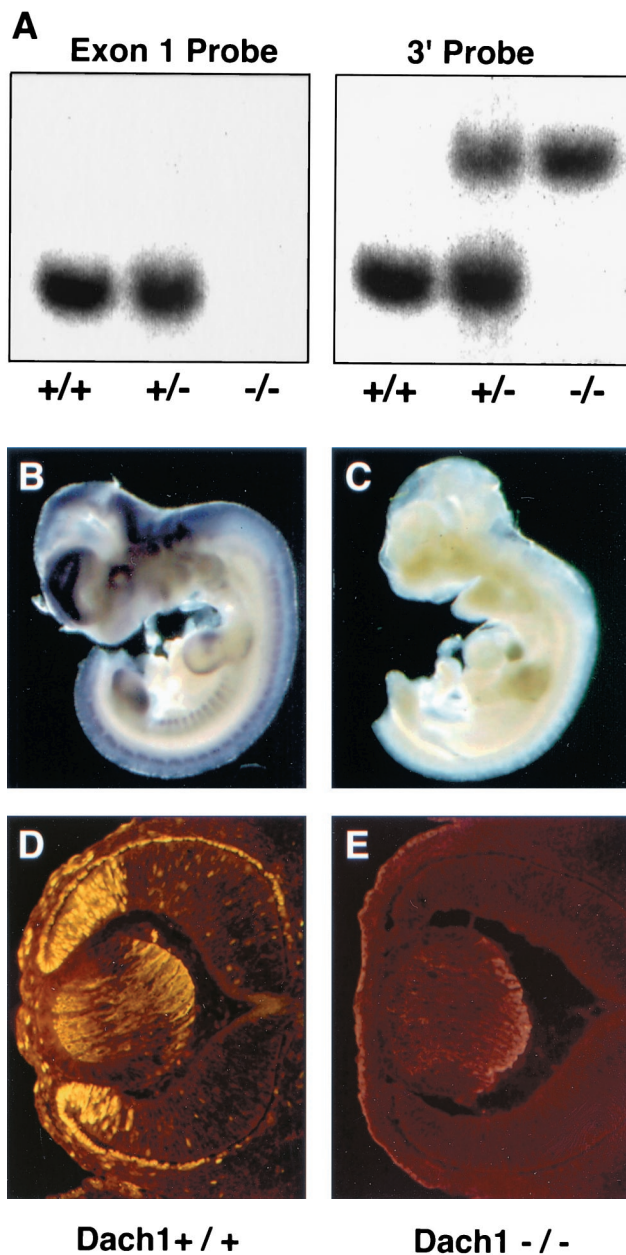 A
Exon 1 Probe
3' Probe
+/+ +/- -/-
+/+ +/- -/-
B
C
D
E
Dach1+/+
Dach1 -/-